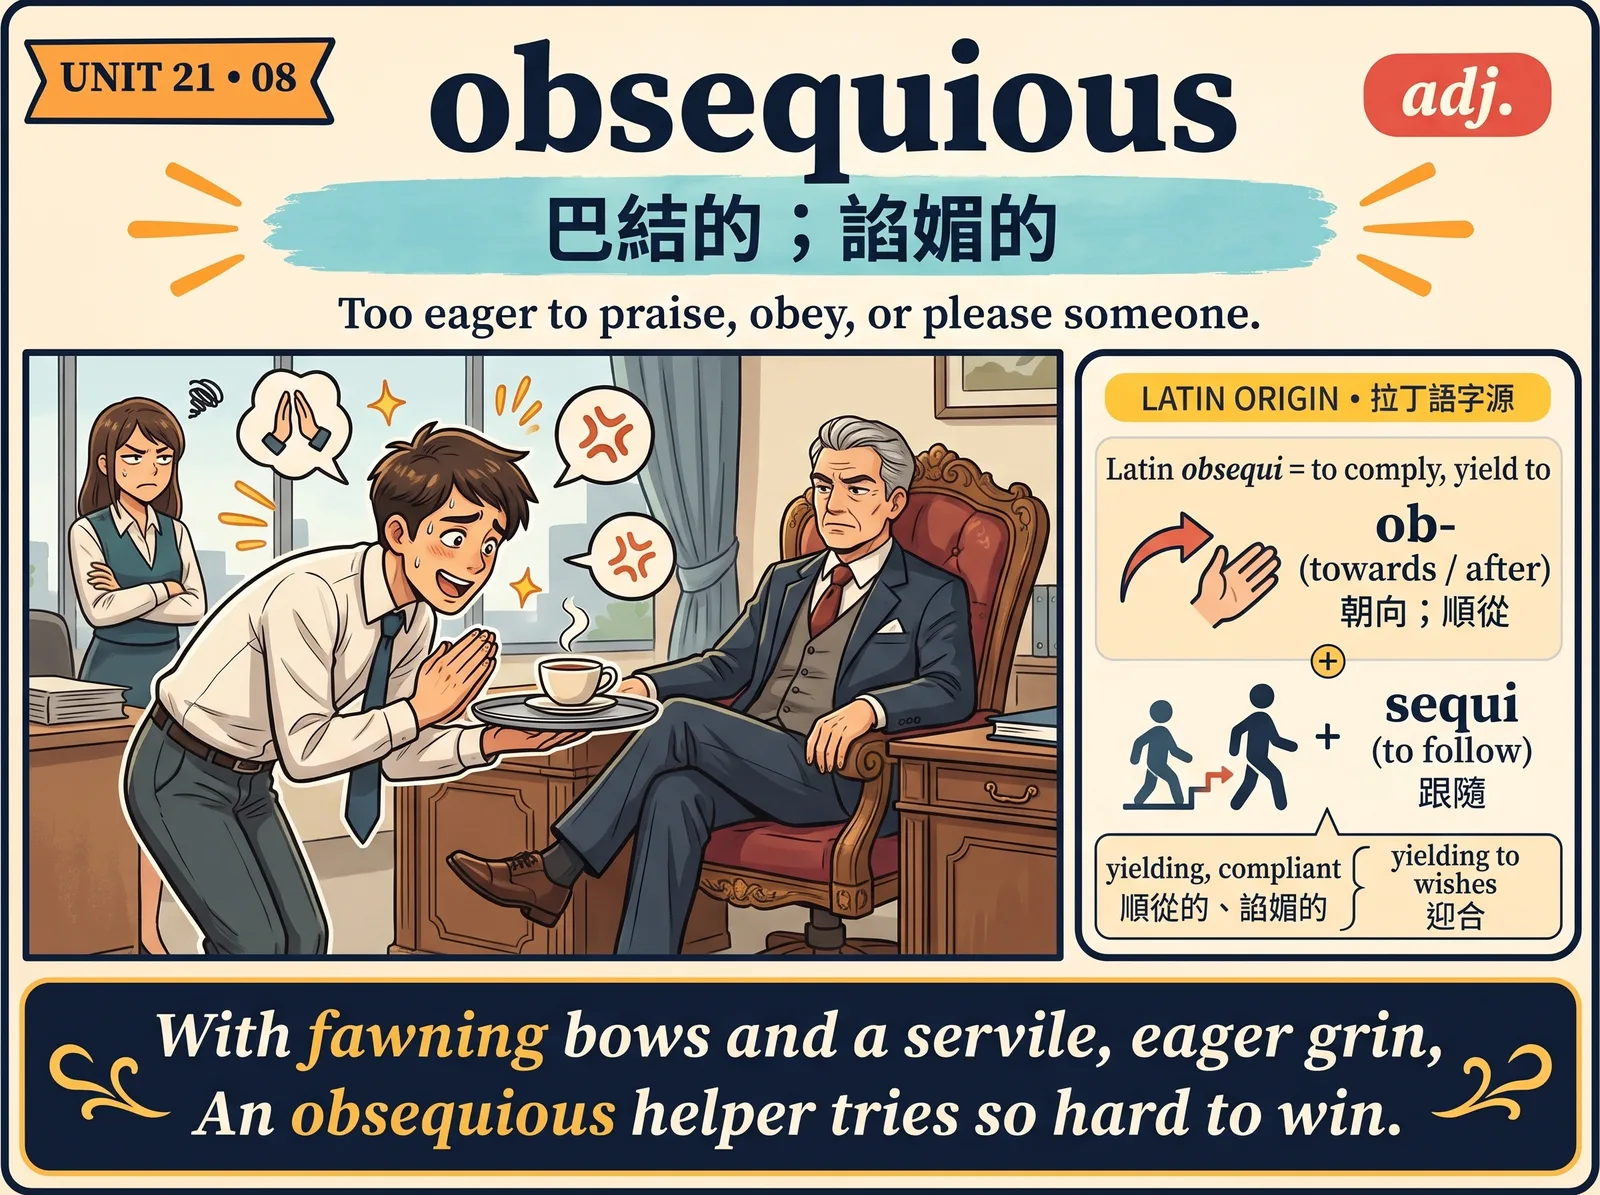 UNIT 21 • 08
obsequious
adj.
巴結的；諂媚的
Too eager to praise, obey, or please someone.
LATIN ORIGIN • 拉丁語字源
Latin obsequi = to comply, yield to
ob-
(towards / after)
朝向；順從
+
+
sequi
(to follow)
跟隨
yielding, compliant
順從的、諂媚的
yielding to
wishes
迎合
With fawning bows and a servile, eager grin,
An obsequious helper tries so hard to win.